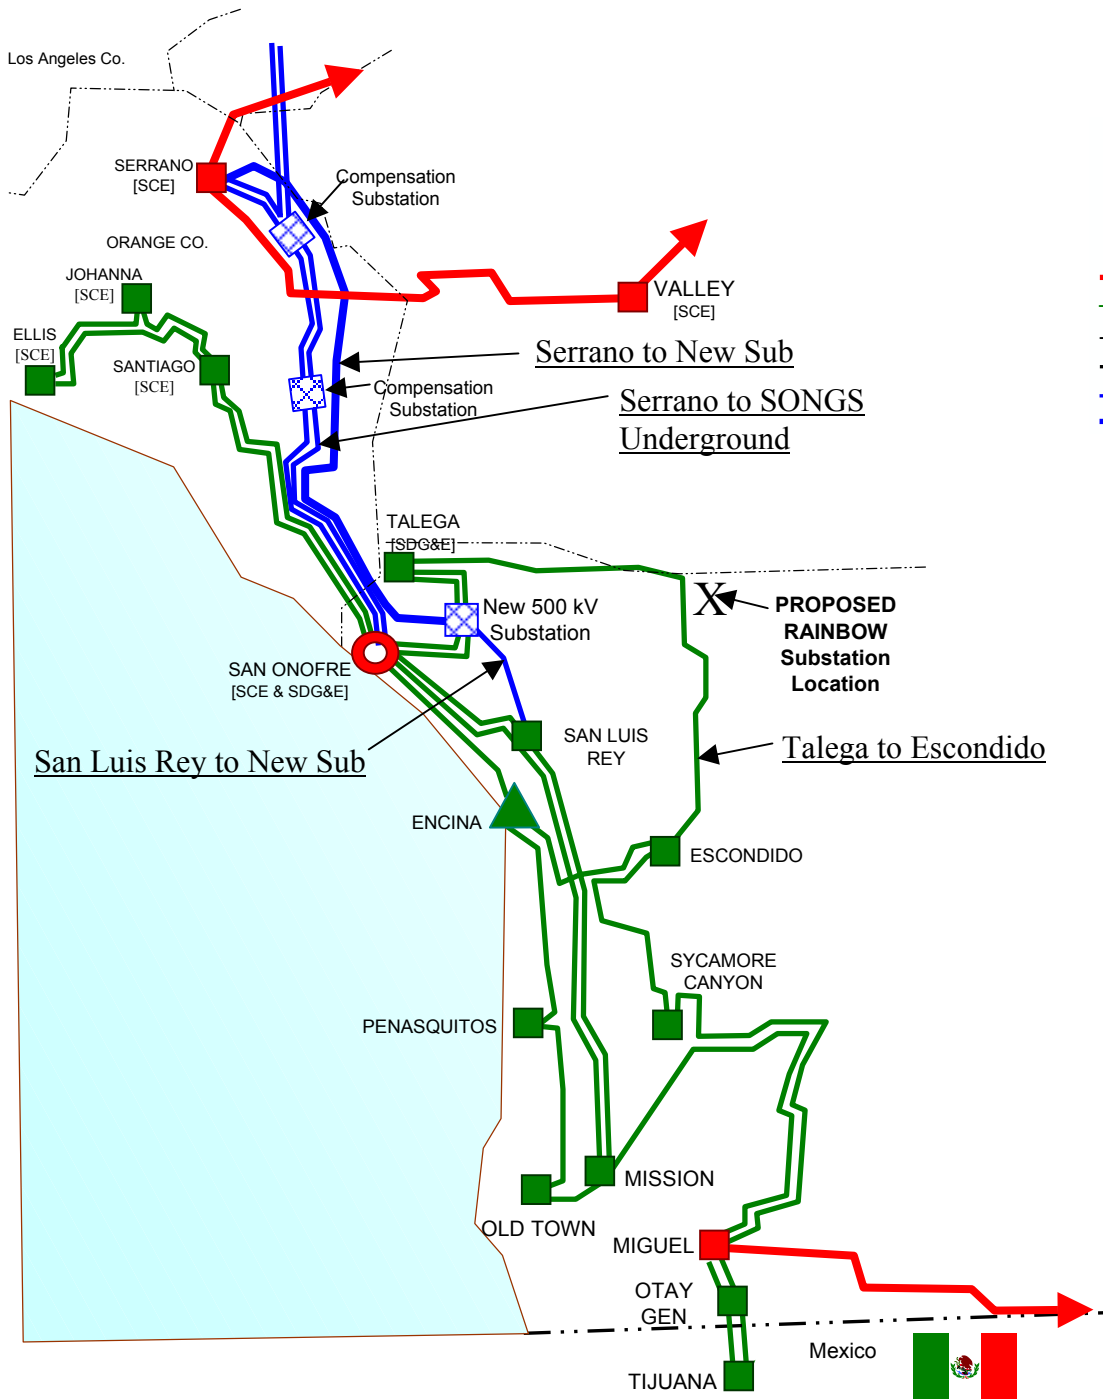 Los Angeles Co.
SERRANO
[SCE]
Compensation
Substation
ORANGE CO.
JOHANNA
[SCE]
VALLEY
[SCE]
ELLIS
[SCE]
SANTIAGO
[SCE]
Serrano to New Sub
Compensation
Substation
Serrano to SONGS
Underground
TALEGA
[SDG&E]
New 500 kV
Substation
X
PROPOSED
RAINBOW
Substation
Location
SAN ONOFRE
[SCE & SDG&E]
SAN LUIS
REY
San Luis Rey to New Sub
Talega to Escondido
ENCINA
ESCONDIDO
SYCAMORE
CANYON
PENASQUITOS
MISSION
OLD TOWN
MIGUEL
OTAY
GEN
Mexico
TIJUANA